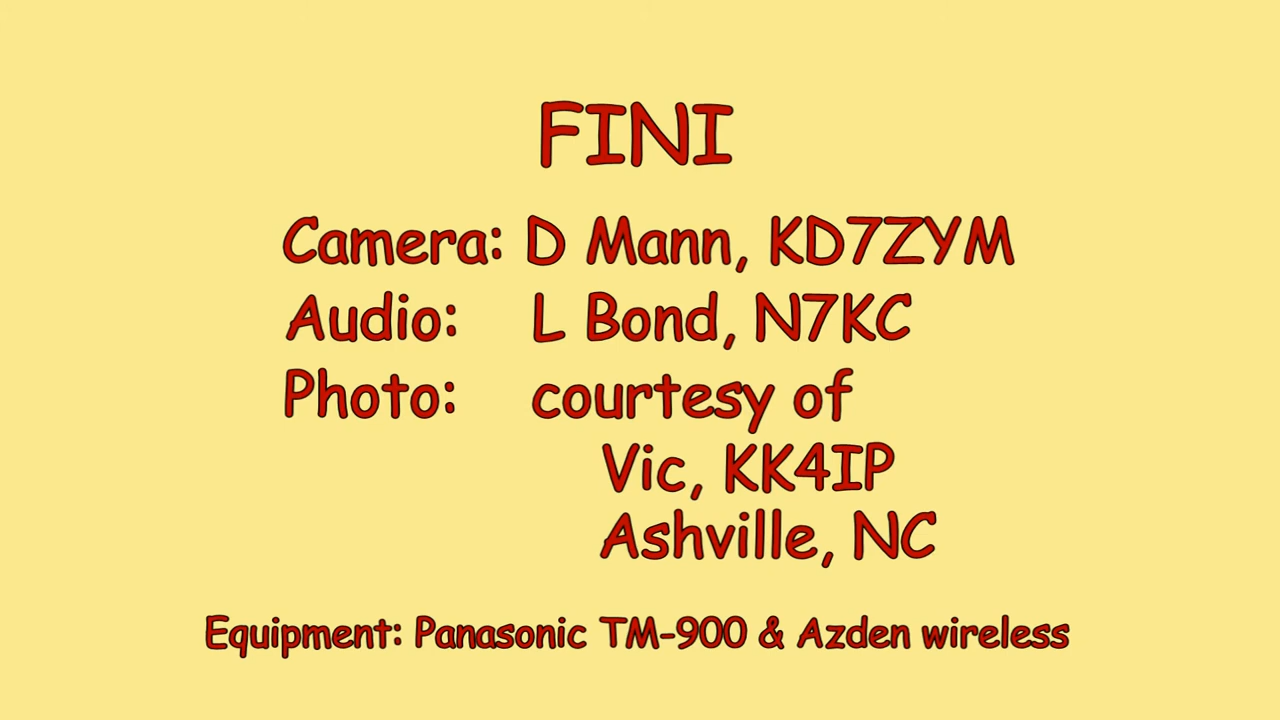 FINI
Camera: D Mann, KD7ZYM
Audio: L Bond, N7KC
Photo: courtesy of
Vic, KK4IP
Ashville, NC
Equipment: Panasonic TM-900 & Azden wireless